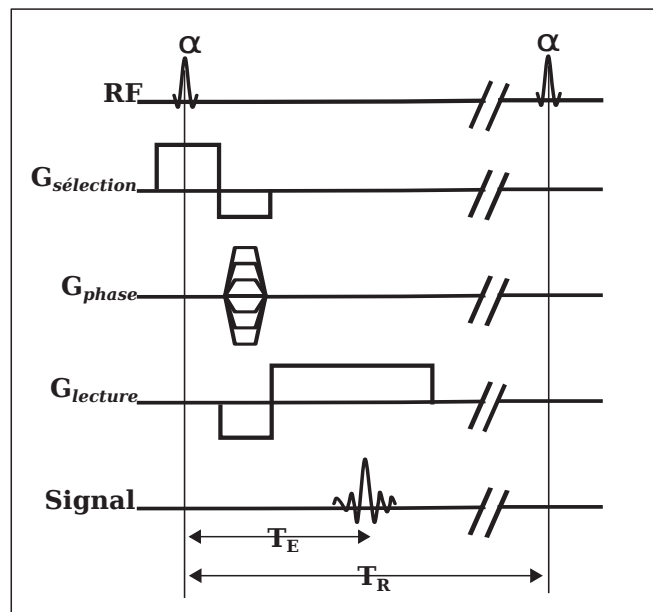 α α
RF
Gsélection
Gphase
Glecture
Signal
TE
TR